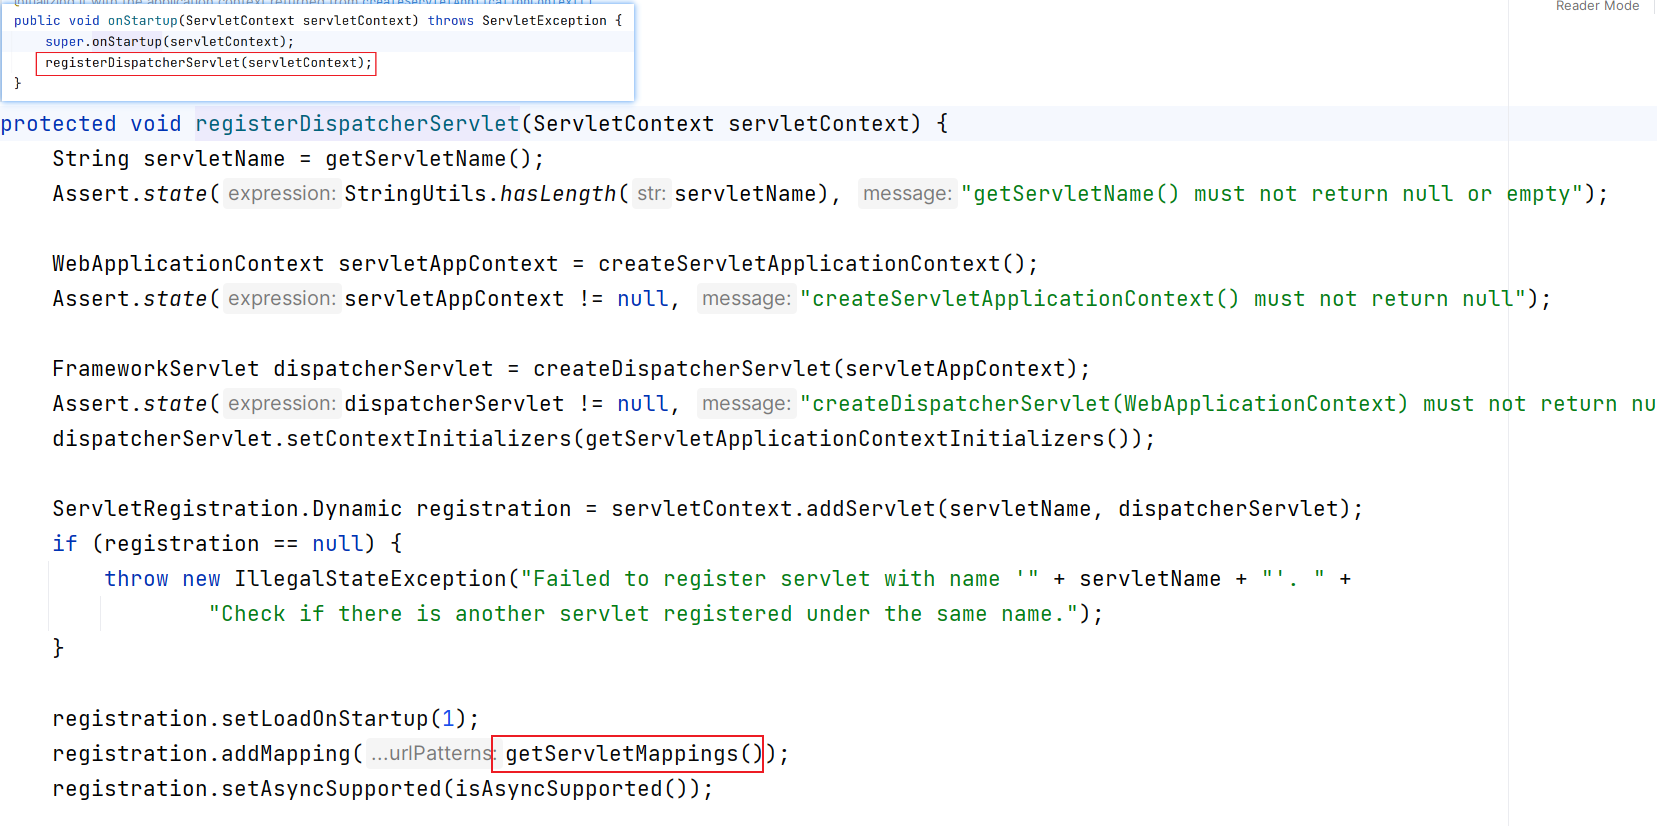 Reader Mode
public void onStartup(ServletContext servletContext) throws ServletException {
super.onStartup(servletContext);
registerDispatcherServlet(servletContext);
}
protected void registerDispatcherServlet(ServletContext servletContext) {
String servletName = getServletName();
Assert.state( expression: StringUtils.hasLength( str: servletName), message: "getServletName() must not return null or empty");
WebApplicationContext servletAppContext = createServletApplicationContext();
Assert.state( expression: servletAppContext != null, message: "createServletApplicationContext() must not return null");
FrameworkServlet dispatcherServlet = createDispatcherServlet(servletAppContext);
Assert.state( expression: dispatcherServlet != null, message: "createDispatcherServlet(WebApplicationContext) must not return nu
dispatcherServlet.setContextInitializers(getServletApplicationContextInitializers());
ServletRegistration.Dynamic registration = servletContext.addServlet(servletName, dispatcherServlet);
if (registration == null) {
throw new IllegalStateException("Failed to register servlet with name '" + servletName + "'. " +
"Check if there is another servlet registered under the same name.");
}
registration.setLoadOnStartup(1);
registration.addMapping( ...urlPatterns: getServletMappings());
registration.setAsyncSupported(isAsyncSupported());